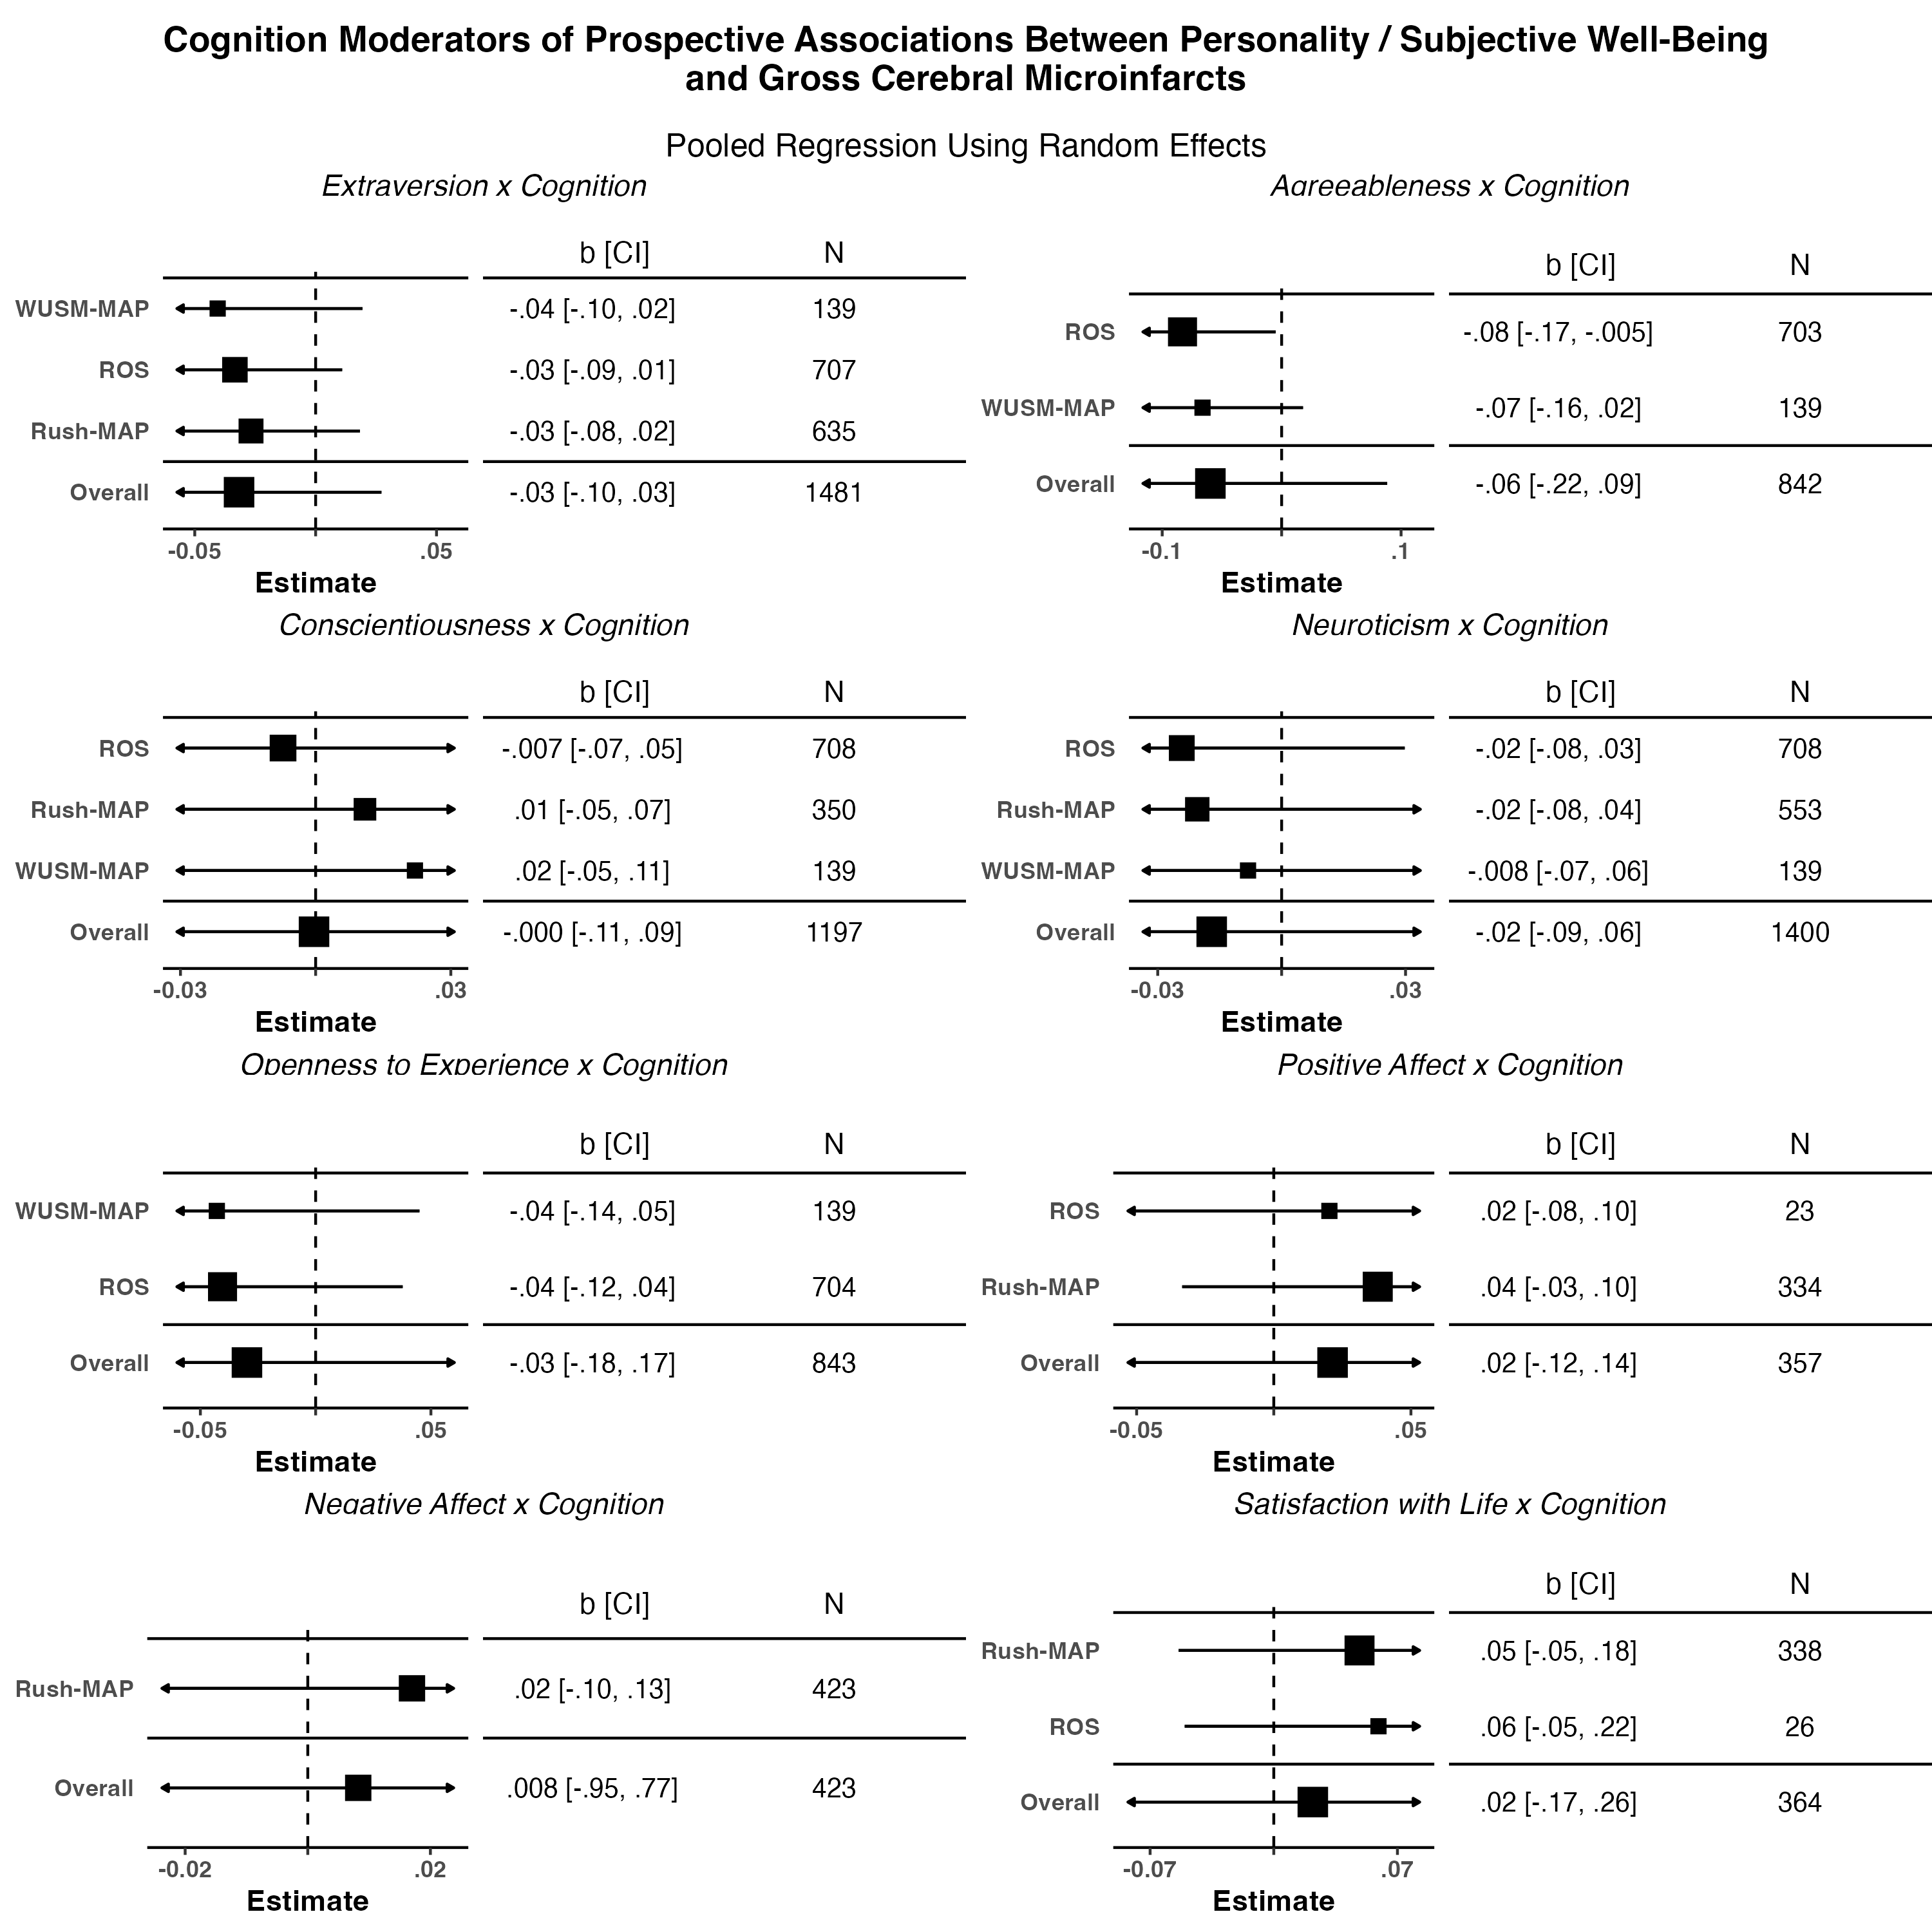 Cognition Moderators of Prospective Associations Between Personality / Subjective Well-Being
and Gross Cerebral Microinfarcts
Pooled Regression Using Random Effects
Extraversion x Cognition
b [CI] N
WUSM-MAP -.04 [-.10, .02] 139
ROS -.03 [-.09, .01] 707
Rush-MAP -.03 [-.08, .02] 635
Overall -.03 [-.10, .03] 1481
-0.05 .05
Estimate
Agreeableness x Cognition
b [CI] N
ROS -.08 [-.17, -.005] 703
WUSM-MAP -.07 [-.16, .02] 139
Overall -.06 [-.22, .09] 842
-0.1 .1
Estimate
Conscientiousness x Cognition
b [CI] N
ROS -.007 [-.07, .05] 708
Rush-MAP .01 [-.05, .07] 350
WUSM-MAP .02 [-.05, .11] 139
Overall -.000 [-.11, .09] 1197
-0.03 .03
Estimate
Neuroticism x Cognition
b [CI] N
ROS -.02 [-.08, .03] 708
Rush-MAP -.02 [-.08, .04] 553
WUSM-MAP -.008 [-.07, .06] 139
Overall -.02 [-.09, .06] 1400
-0.03 .03
Estimate
Openness to Experience x Cognition
b [CI] N
WUSM-MAP -.04 [-.14, .05] 139
ROS -.04 [-.12, .04] 704
Overall -.03 [-.18, .17] 843
-0.05 .05
Estimate
Positive Affect x Cognition
b [CI] N
ROS .02 [-.08, .10] 23
Rush-MAP .04 [-.03, .10] 334
Overall .02 [-.12, .14] 357
-0.05 .05
Estimate
Negative Affect x Cognition
b [CI] N
Rush-MAP .02 [-.10, .13] 423
Overall .008 [-.95, .77] 423
-0.02 .02
Estimate
Satisfaction with Life x Cognition
b [CI] N
Rush-MAP .05 [-.05, .18] 338
ROS .06 [-.05, .22] 26
Overall .02 [-.17, .26] 364
-0.07 .07
Estimate